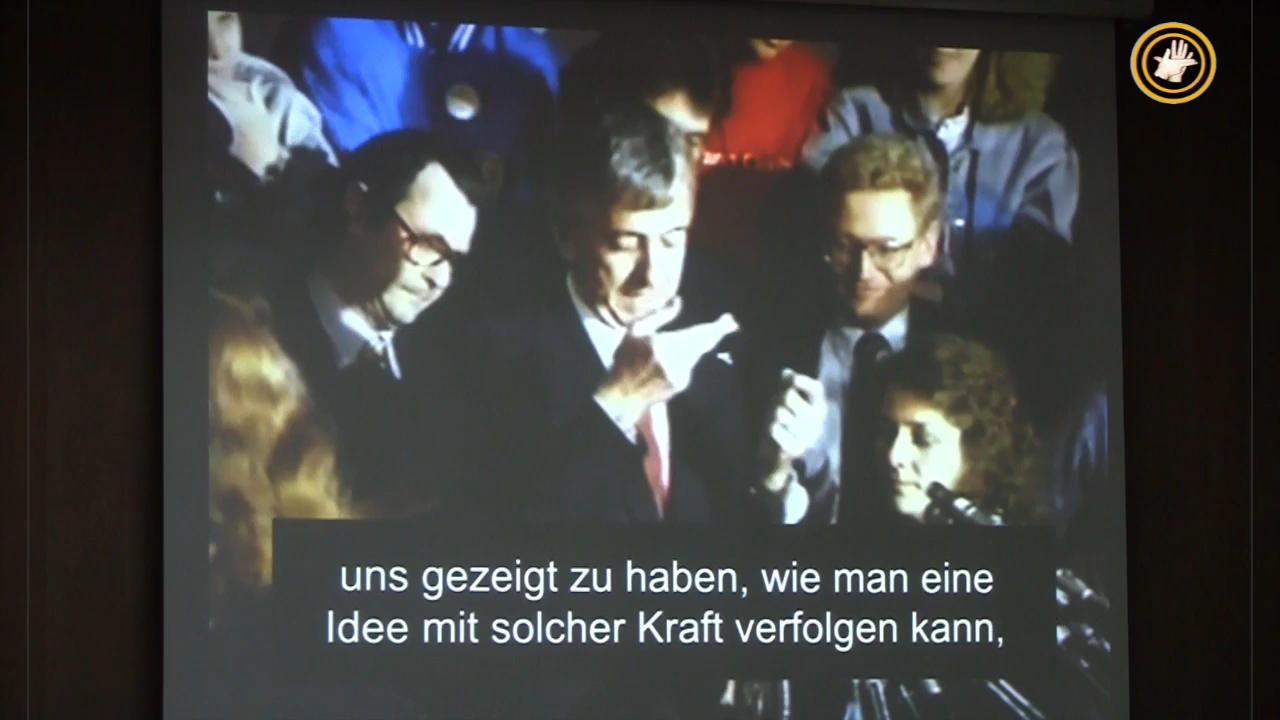 uns gezeigt zu haben, wie man eine
Idee mit solcher Kraft verfolgen kann,